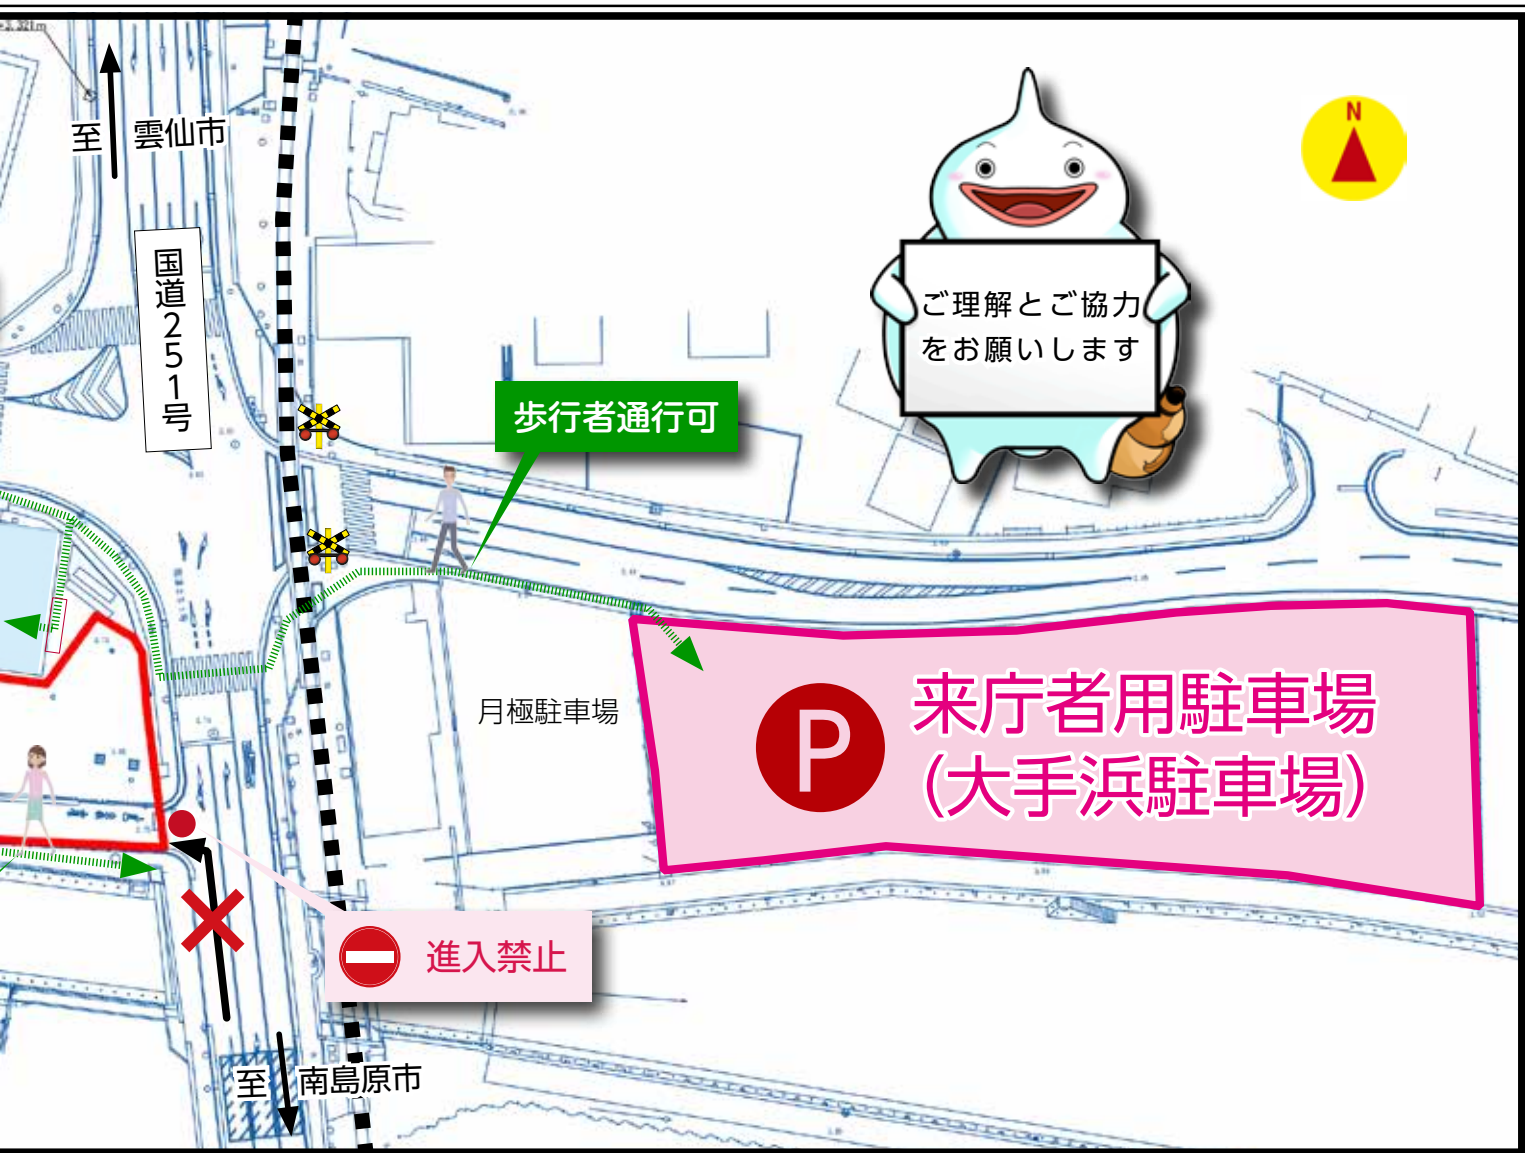 至 雲仙市
N
国道251号
ご理解とご協力
をお願いします
歩行者通行可
月極駐車場
P 来庁者用駐車場
(大手浜駐車場)
進入禁止
至 南島原市